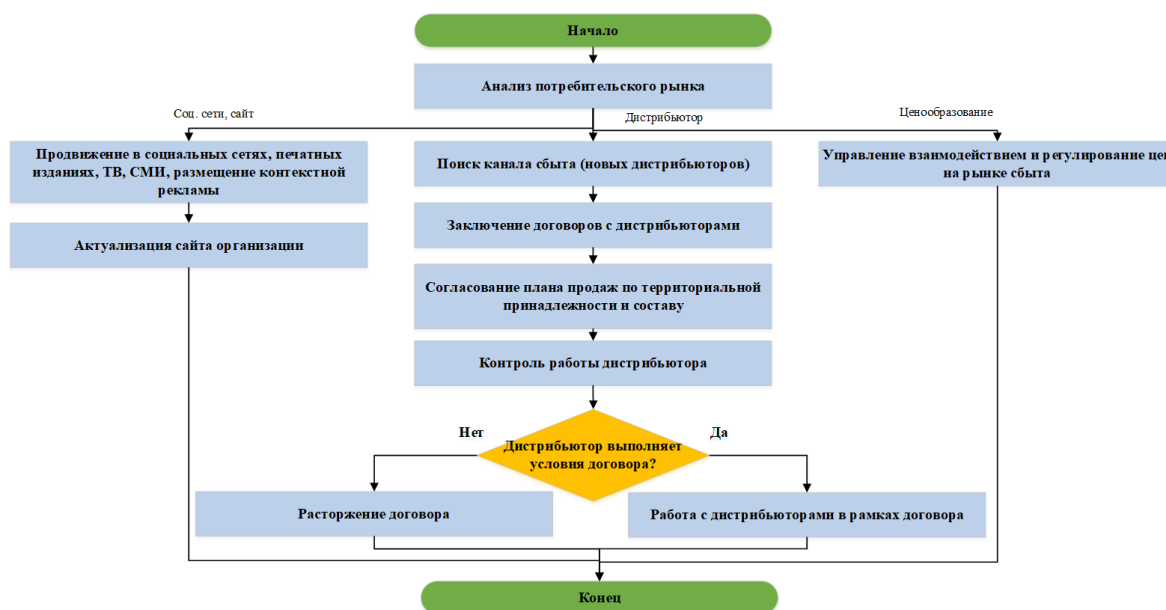 Начало
Анализ потребительского рынка
Соц. сети, сайт
Дистрибьютор
Ценообразование
Продвижение в социальных сетях, печатных
изданиях, ТВ, СМИ, размещение контекстной
рекламы
Поиск канала сбыта (новых дистрибьюторов)
Управление взаимодействием и регулирование
на рынке сбыта
Актуализация сайта организации
Заключение договоров с дистрибьюторами
Согласование плана продаж по территориальной
принадлежности и составу
Контроль работы дистрибьютора
Нет
Да
Дистрибьютор выполняет
условия договора?
Расторжение договора
Работа с дистрибьюторами в рамках договора
Конец